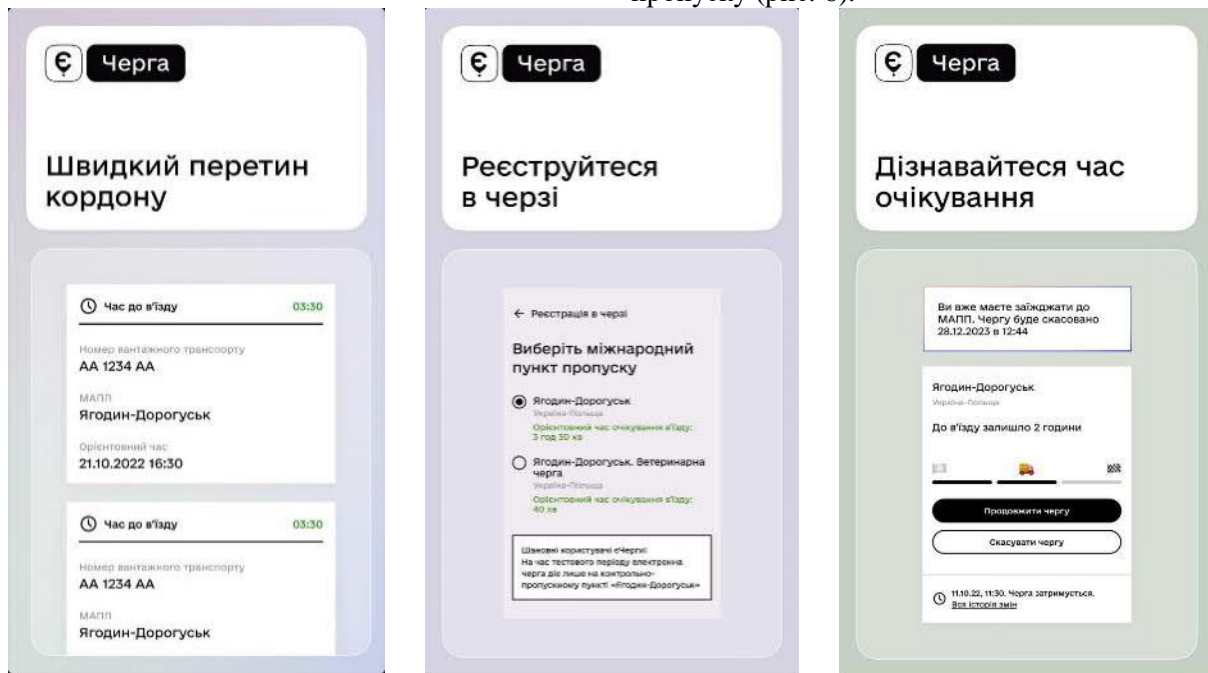 пропуску (рис. 6).
Є Черга
Швидкий перетин
кордону
Час до в'їзду 03:30
Номер вантажного транспорту
АА 1234 АА
МАПП
Ягодин-Дорогуськ
Орієнтовний час
21.10.2022 16:30
Час до в'їзду 03:30
Номер вантажного транспорту
АА 1234 АА
МАПП
Ягодин-Дорогуськ
Є Черга
Реєструйтеся
в черзі
← Реєстрація в черзі
Виберіть міжнародний
пункт пропуску
Ягодин-Дорогуськ
Україна-Польща
Орієнтовний час очікування в'їзду:
3 год 30 хв
Ягодин-Дорогуськ. Ветеринарна
черга
Україна-Польща
Орієнтовний час очікування в'їзду:
40 хв
Шановні користувачі єЧерги!
На час тестового періоду електронна
черга діє лише на контрольно-
пропускному пункті «Ягодин-Дорогуськ»
Є Черга
Дізнавайтеся час
очікування
Ви вже маєте заїжджати до
МАПП. Чергу буде скасовано
28.12.2023 в 12:44
Ягодин-Дорогуськ
Україна-Польща
До в'їзду залишло 2 години
Продовжити чергу
Скасувати чергу
11.10.22, 11:30. Черга затримується.
Вся історія змін